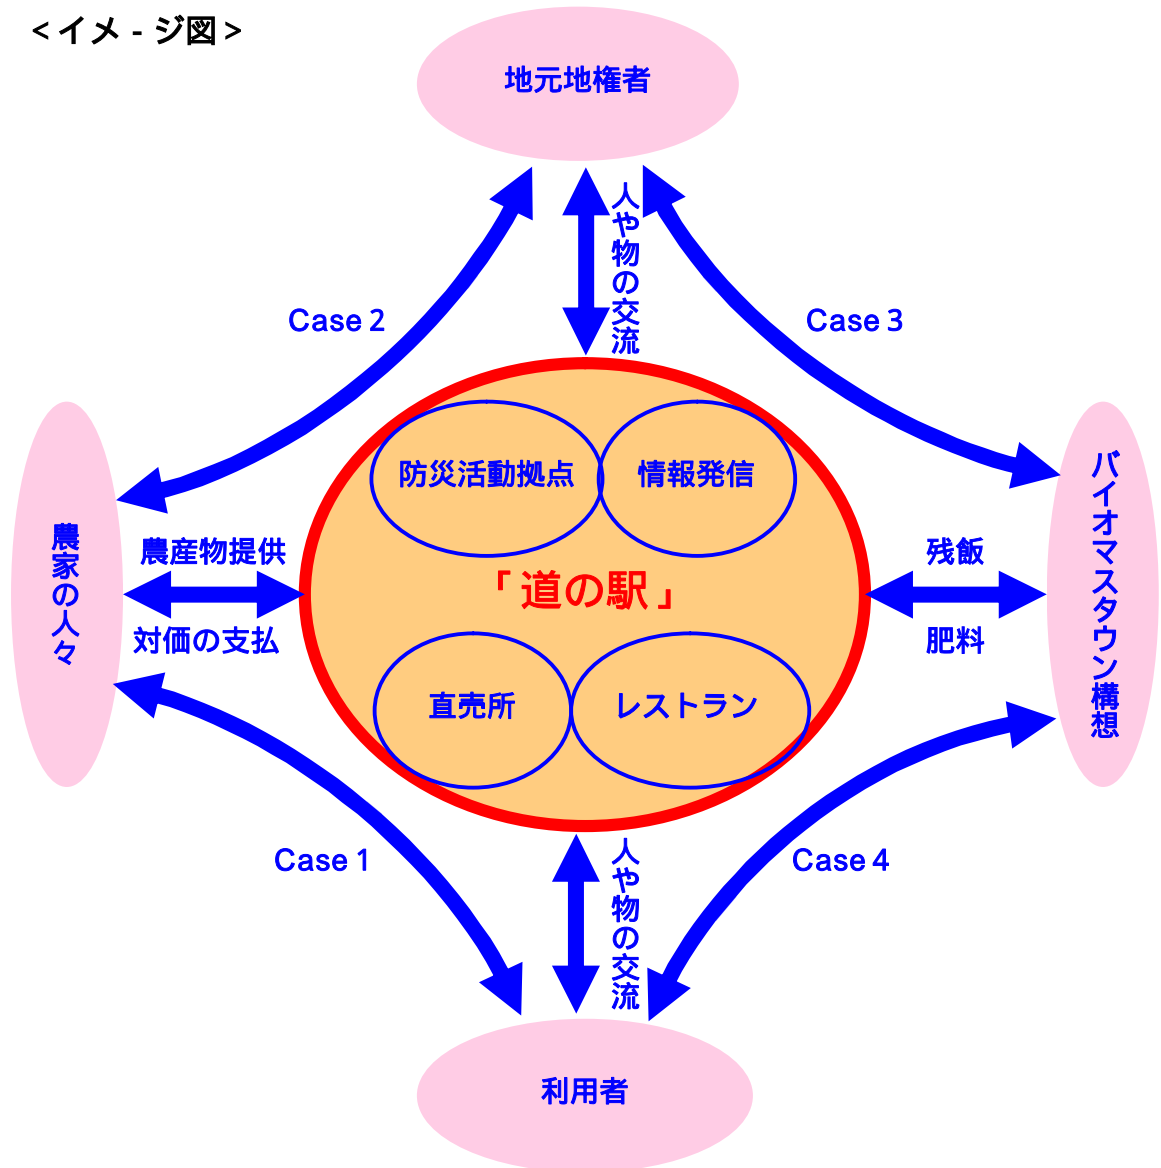 <イメ-ジ図>
地元地権者
人や物の交流
Case 2
Case 3
防災活動拠点
情報発信
農家の人々
農産物提供
対価の支払
「道の駅」
残飯
肥料
バイオマスタウン構想
直売所
レストラン
Case 1
人や物の交流
Case 4
利用者